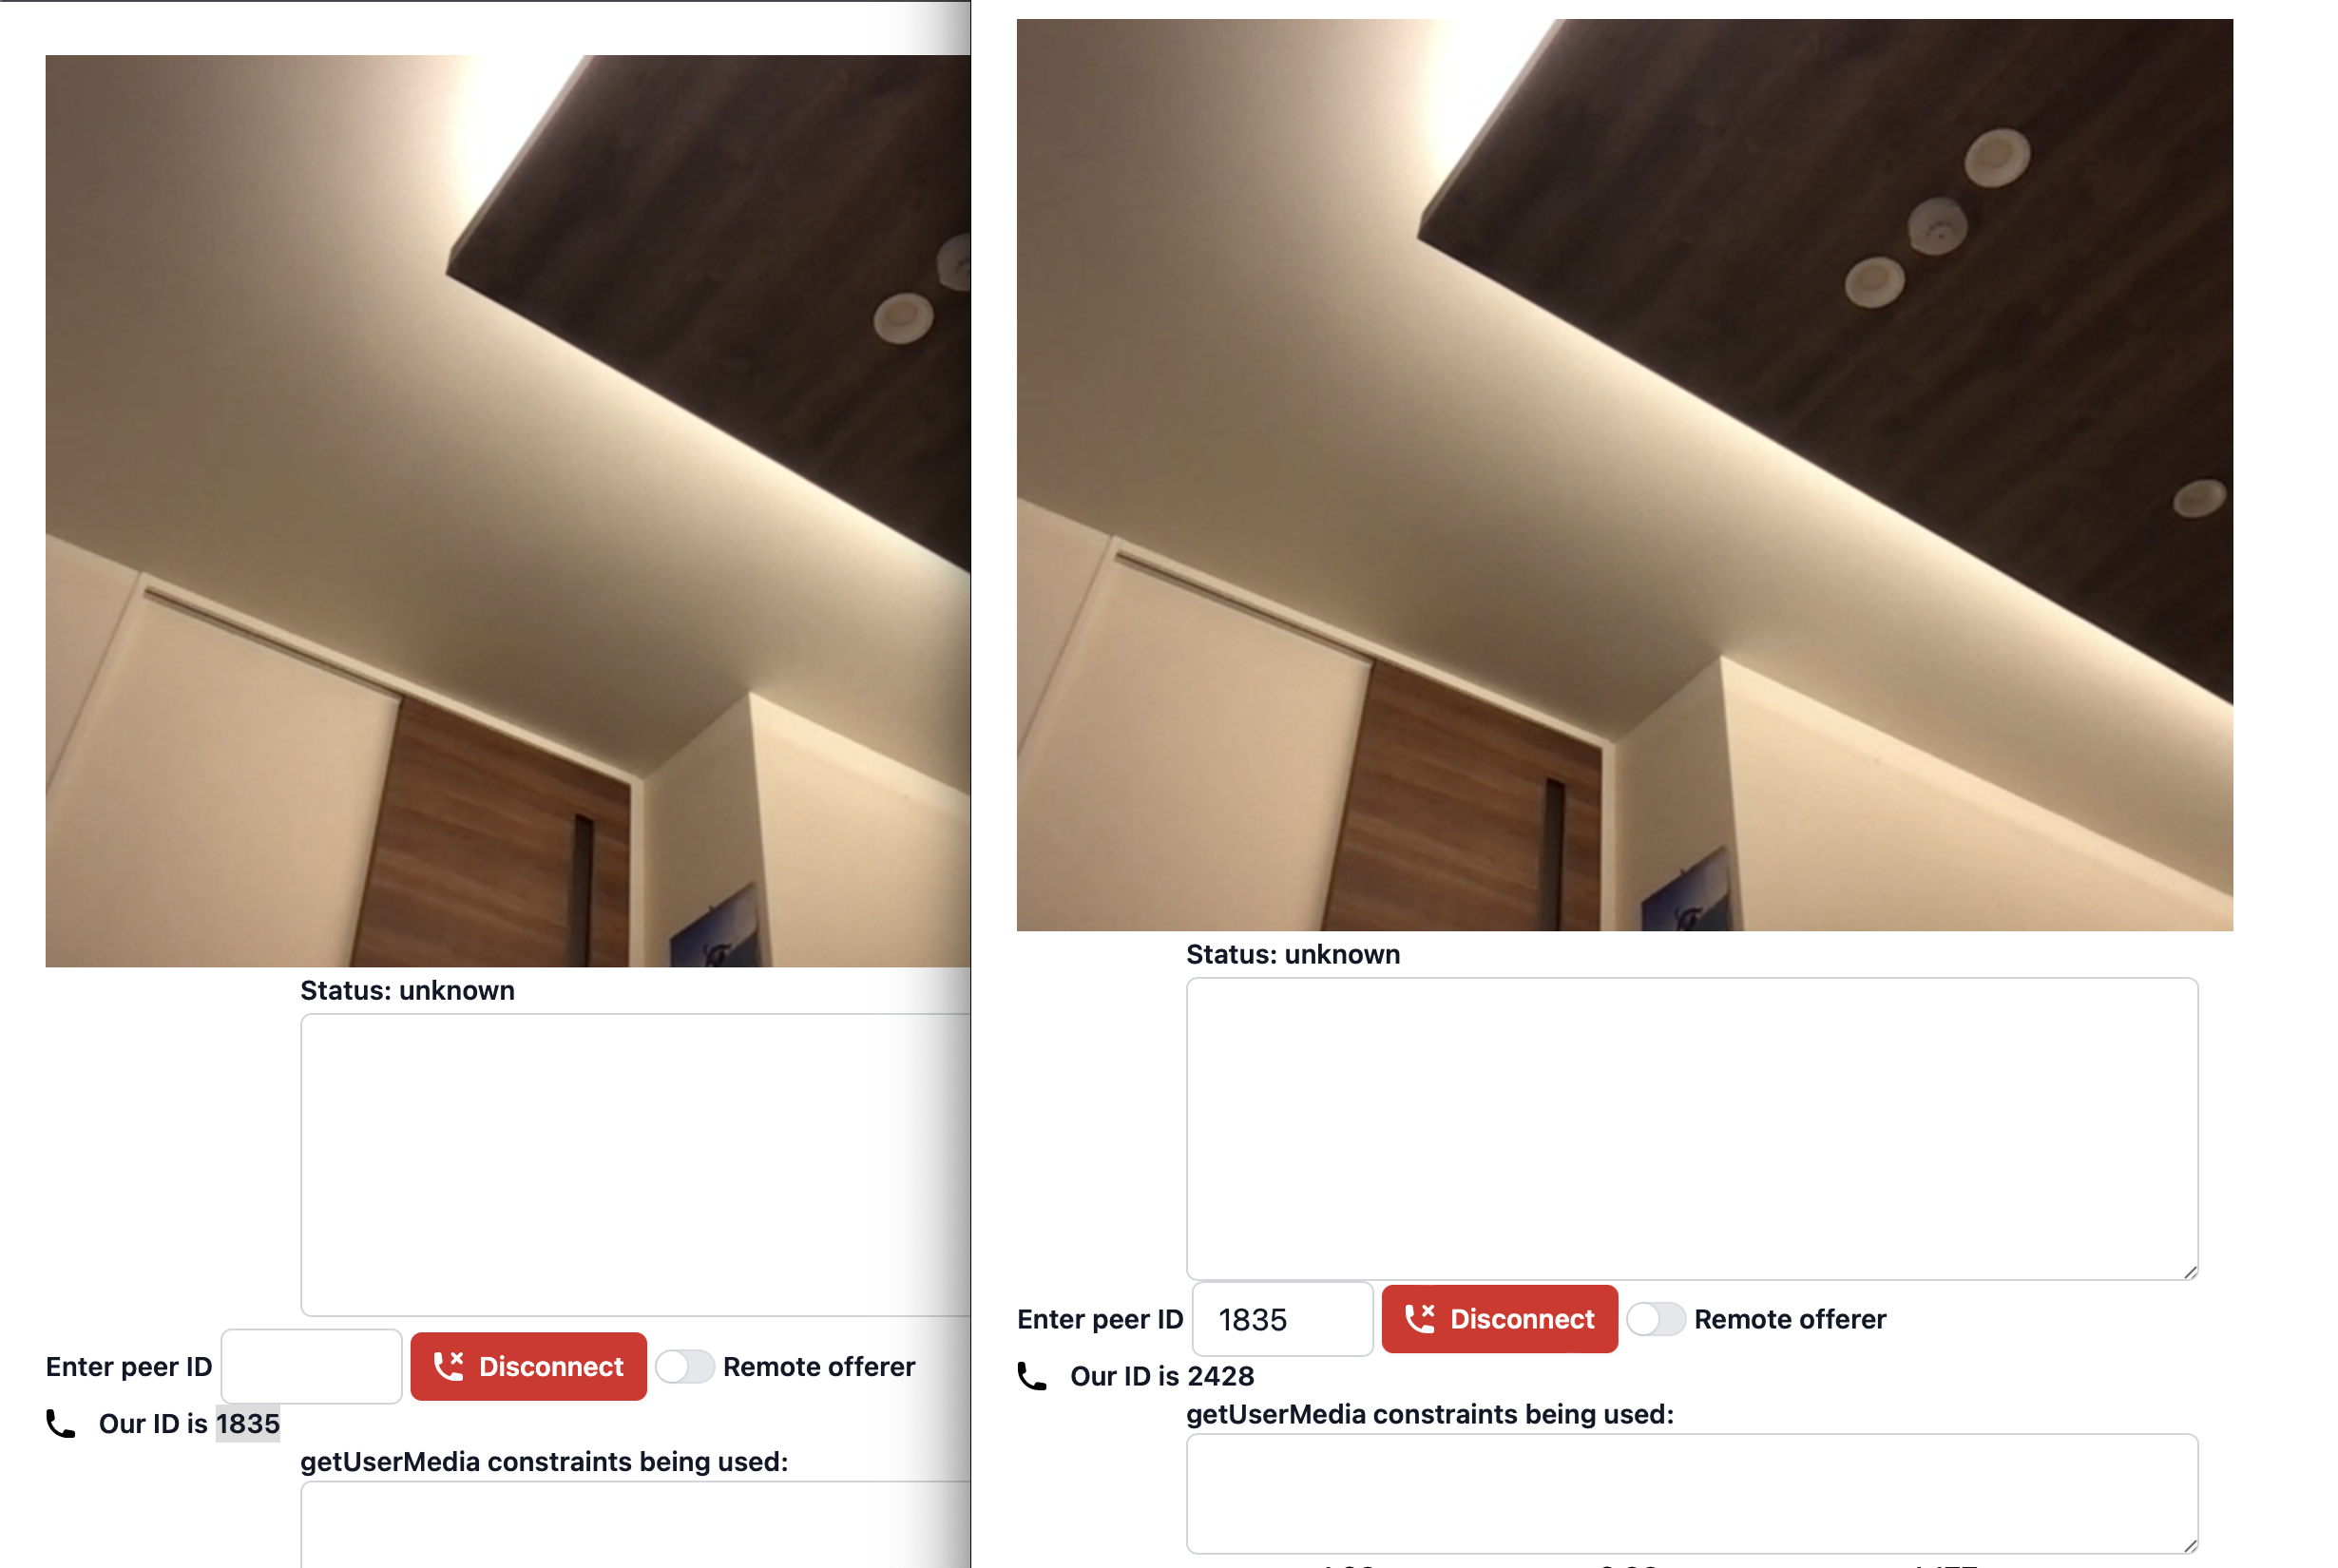 Status: unknown
Enter peer ID
Disconnect
Remote offerer
Our ID is 1835
getUserMedia constraints being used:
Status: unknown
Enter peer ID
1835
Disconnect
Remote offerer
Our ID is 2428
getUserMedia constraints being used: